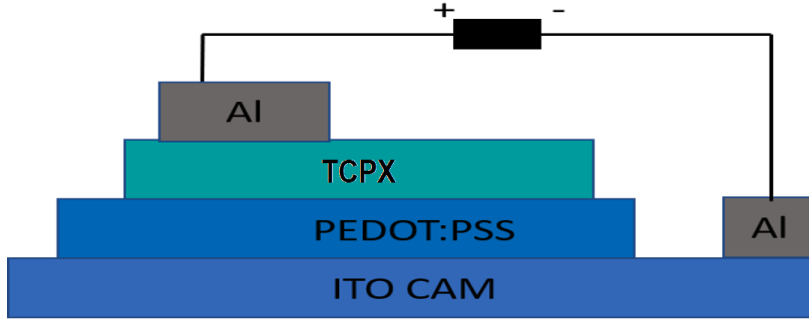 + -
Al
TCPX
PEDOT:PSS
Al
ITO CAM